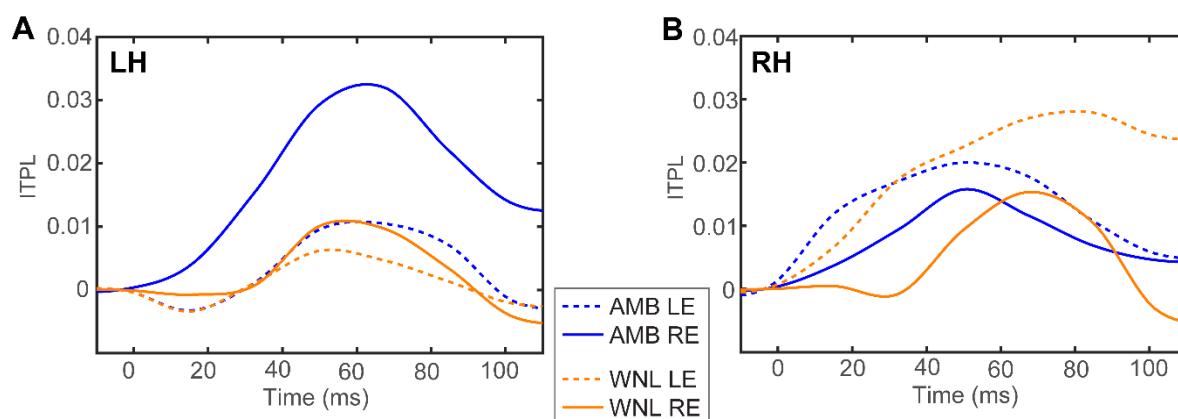 A
B
LH
RH
0.04
0.03
0.02
0.01
0
ITPL
0 20 40 60 80 100
Time (ms)
0.04
0.03
0.02
0.01
0
ITPL
0 20 40 60 80 100
Time (ms)
AMB LE
AMB RE
WNL LE
WNL RE